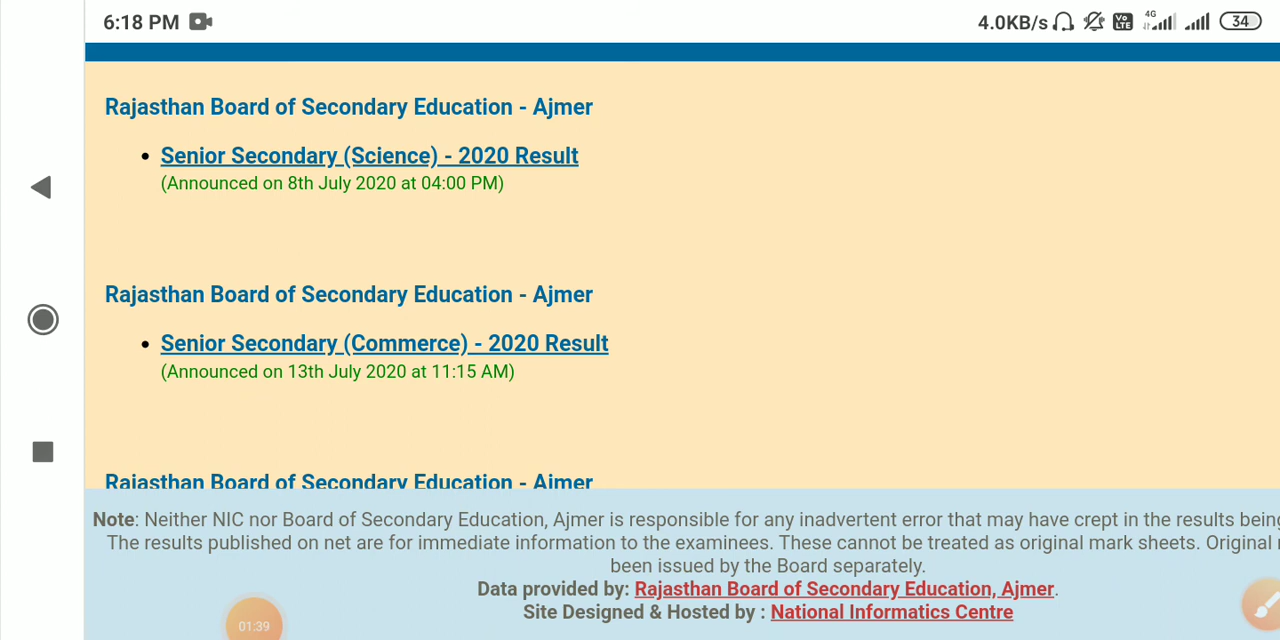 6:18 PM
4.0KB/s Vo LTE 4G 34
Rajasthan Board of Secondary Education - Ajmer
• Senior Secondary (Science) - 2020 Result
(Announced on 8th July 2020 at 04:00 PM)
Rajasthan Board of Secondary Education - Ajmer
• Senior Secondary (Commerce) - 2020 Result
(Announced on 13th July 2020 at 11:15 AM)
Rajasthan Board of Secondary Education - Ajmer
Note: Neither NIC nor Board of Secondary Education, Ajmer is responsible for any inadvertent error that may have crept in the results
The results published on net are for immediate information to the examinees. These cannot be treated as original mark sheets. Original
been issued by the Board separately.
Data provided by: Rajasthan Board of Secondary Education, Ajmer.
Site Designed & Hosted by : National Informatics Centre
01:39